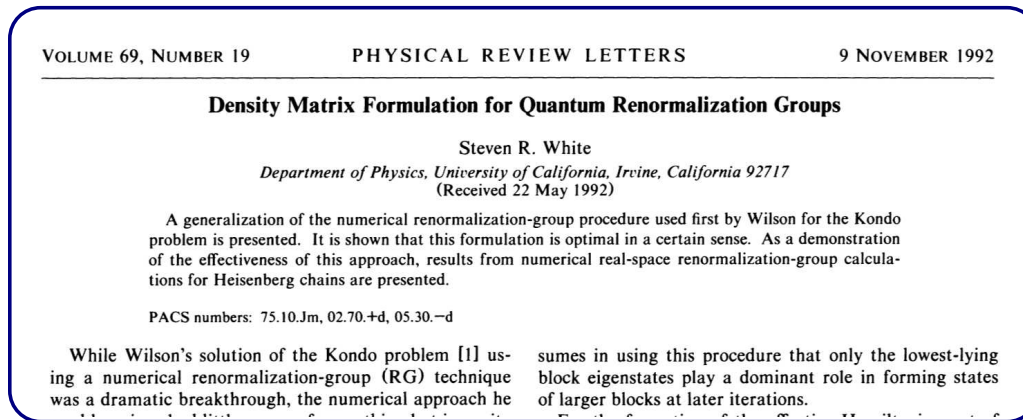 VOLUME 69, NUMBER 19 PHYSICAL REVIEW LETTERS 9 NOVEMBER 1992
Density Matrix Formulation for Quantum Renormalization Groups
Steven R. White
Department of Physics, University of California, Irvine, California 92717
(Received 22 May 1992)
A generalization of the numerical renormalization-group procedure used first by Wilson for the Kondo
problem is presented. It is shown that this formulation is optimal in a certain sense. As a demonstration
of the effectiveness of this approach, results from numerical real-space renormalization-group calcula-
tions for Heisenberg chains are presented.
PACS numbers: 75.10.Jm, 02.70.+d, 05.30.−d
While Wilson's solution of the Kondo problem [1] us-
ing a numerical renormalization-group (RG) technique
was a dramatic breakthrough, the numerical approach he
sumes in using this procedure that only the lowest-lying
block eigenstates play a dominant role in forming states
of larger blocks at later iterations.